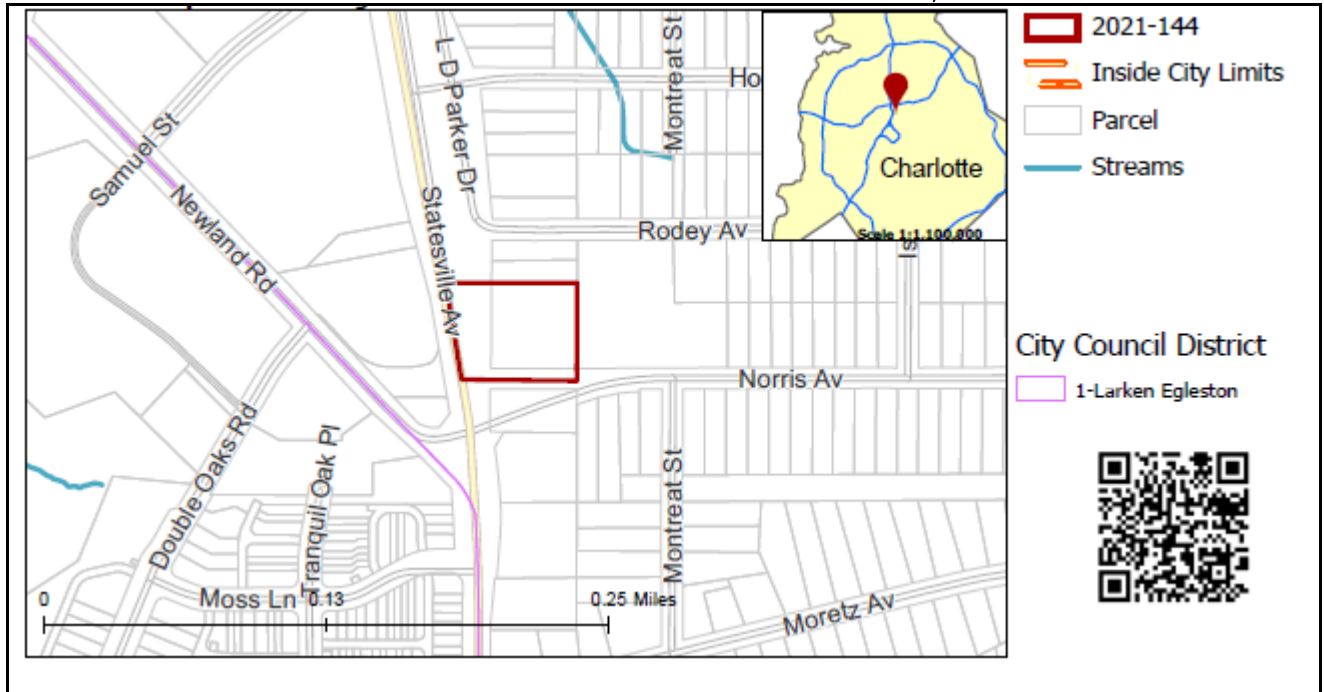 2021-144
Inside City Limits
Parcel
Streams
City Council District
1-Larken Egleston
Charlotte
Scale 1:1,100,000
Samuel St
Newland Rd
L D Parker Dr
Statesville Av
Montreat St
Ho
Rodey Av
Is
Norris Av
Double Oaks Rd
Tranquil Oak Pl
Montreat St
Moss Ln
Moretz Av
0
0.13
0.25 Miles